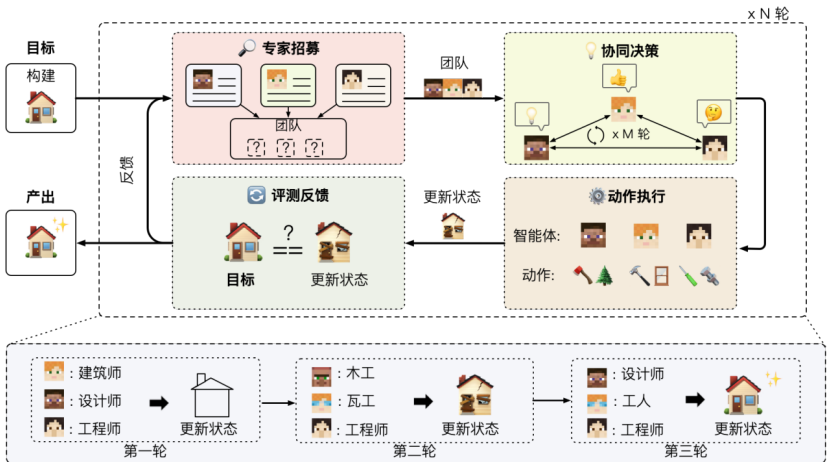 x N 轮
目标
构建
专家招募
团队
? ? ?
团队
协同决策
x M 轮
反馈
产出
评测反馈
?
==
目标
更新状态
更新状态
动作执行
智能体:
动作:
: 建筑师
: 设计师
: 工程师
更新状态
第一轮
: 木工
: 瓦工
: 工程师
更新状态
第二轮
: 设计师
: 工人
: 工程师
更新状态
第三轮